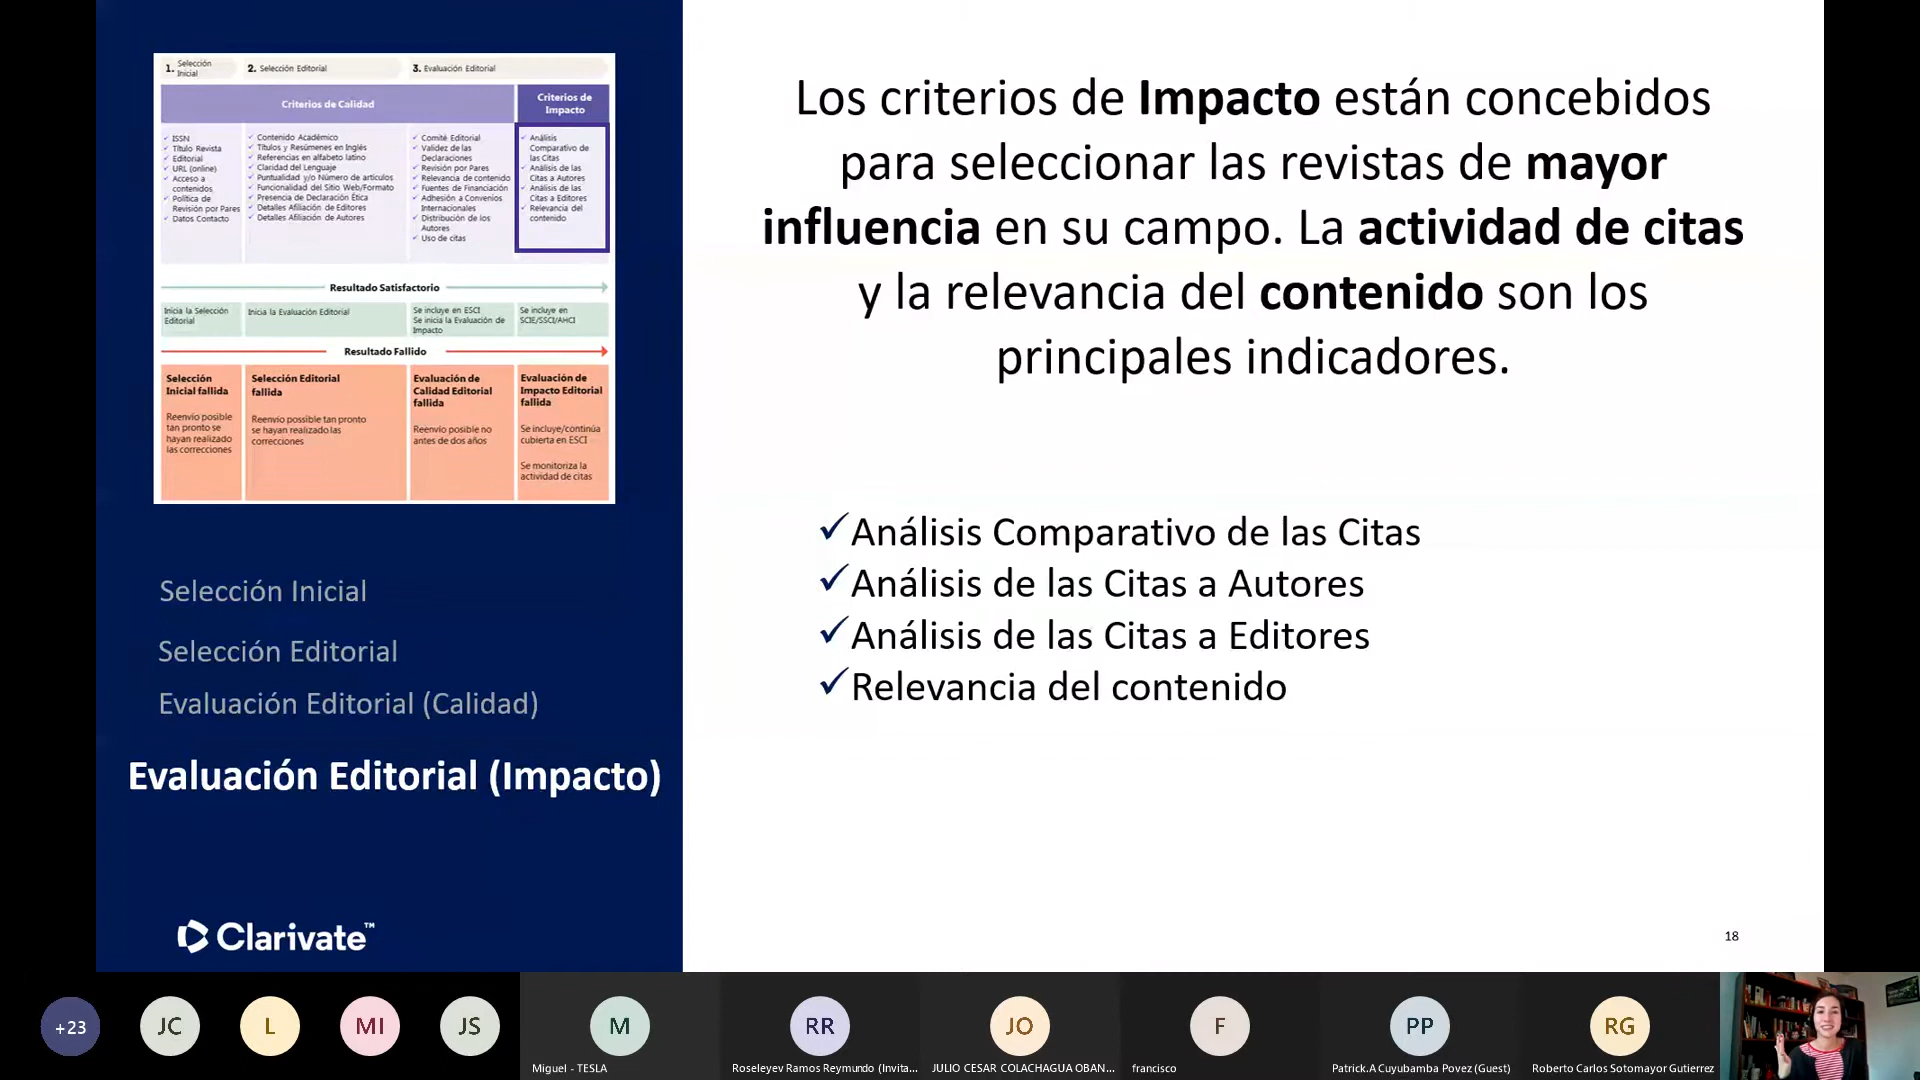 1. Selección
Inicial
2. Selección Editorial
3. Evaluación Editorial
Criterios de Calidad
Criterios de
Impacto
✓ ISSN
✓ Título Revista
✓ Editorial
✓ URL (online)
✓ Acceso a
contenidos
✓ Política de
Revisión por Pares
✓ Datos Contacto
✓ Contenido Académico
✓ Títulos y Resúmenes en Inglés
✓ Referencias en alfabeto latino
✓ Claridad del Lenguaje
✓ Puntualidad y/o Número de artículos
✓ Funcionalidad del Sitio Web/Formato
✓ Presencia de Declaración Ética
✓ Detalles Afiliación de Editores
✓ Detalles Afiliación de Autores
✓ Comité Editorial
✓ Validez de las
Declaraciones
✓ Revisión por Pares
✓ Relevancia de contenido
✓ Fuentes de Financiación
✓ Adhesión a Convenios
Internacionales
✓ Distribución de los
Autores
✓ Uso de citas
✓ Análisis
Comparativo de
las Citas
✓ Análisis de las
Citas a Autores
✓ Análisis de las
Citas a Editores
✓ Relevancia del
contenido
Resultado Satisfactorio
Inicia la Selección
Editorial
Inicia la Evaluación Editorial
Se incluye en ESCI
Se inicia la Evaluación de
Impacto
Se incluye en
SCIE/SSCI/AHCI
Resultado Fallido
Selección
Inicial fallida
Reenvío posible
tan pronto se
hayan realizado
las correcciones
Selección Editorial
fallida
Reenvío possible tan pronto
se hayan realizado las
correcciones
Evaluación de
Calidad Editorial
fallida
Reenvío posible no
antes de dos años
Evaluación de
Impacto Editorial
fallida
Se incluye/continúa
cubierta en ESCI
Se monitoriza la
actividad de citas
Selección Inicial
Selección Editorial
Evaluación Editorial (Calidad)
Evaluación Editorial (Impacto)
Clarivate™
Los criterios de Impacto están concebidos
para seleccionar las revistas de mayor
influencia en su campo. La actividad de citas
y la relevancia del contenido son los
principales indicadores.
✓Análisis Comparativo de las Citas
✓Análisis de las Citas a Autores
✓Análisis de las Citas a Editores
✓Relevancia del contenido
18
+23
JC
L
MI
JS
M
RR
JO
F
PP
RG
Miguel - TESLA
Roseleyev Ramos Reymundo (Invita...
JULIO CESAR COLACHAGUA OBAN...
francisco
Patrick.A Cuyubamba Povez (Guest)
Roberto Carlos Sotomayor Gutierrez